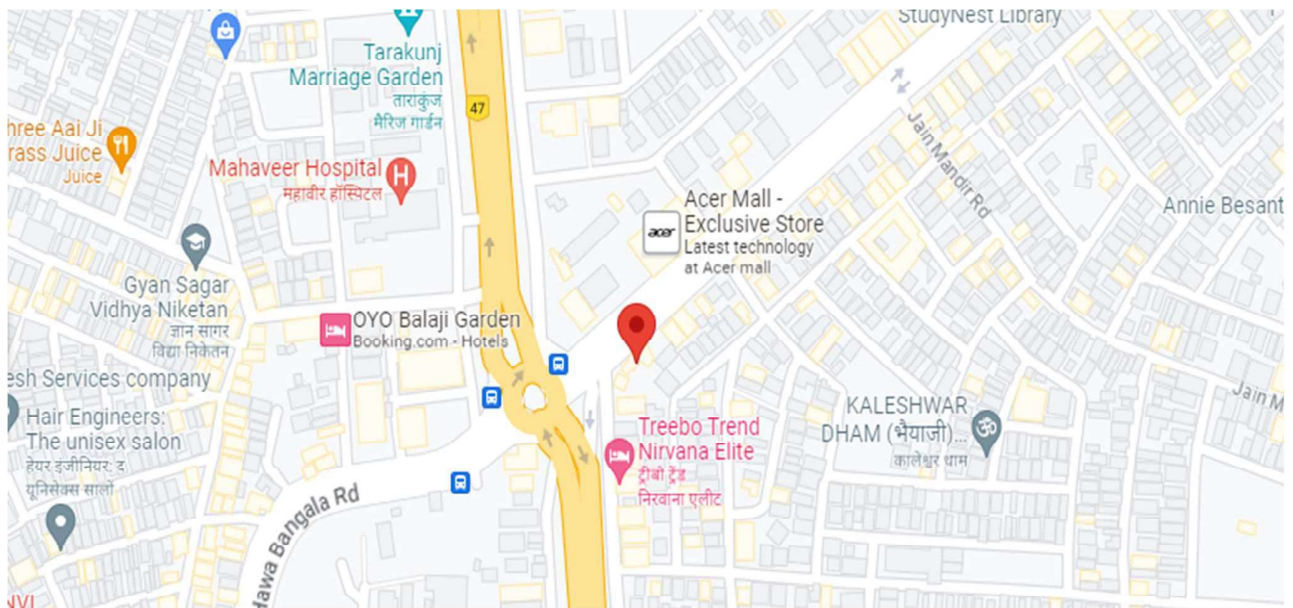 StudyNest Library
Tarakunj
Marriage Garden
ताराकुंज
मैरिज गार्डन
47
hree Aai Ji
rass Juice
Juice
Mahaveer Hospital
महावीर हॉस्पिटल
H
Jain Mandir Rd
Acer Mall -
Exclusive Store
Latest technology
at Acer mall
acer
Annie Besant
Gyan Sagar
Vidhya Niketan
ज्ञान सागर
विद्या निकेतन
OYO Balaji Garden
Booking.com - Hotels
esh Services company
Hair Engineers:
The unisex salon
हेयर इंजीनियर: द
यूनिसेक्स सालों
Treebo Trend
Nirvana Elite
ट्रीबो ट्रेंड
निरवाना एलीट
KALESHWAR
DHAM (भैयाजी)...
कालेश्वर धाम
ॐ
Jain M
Hawa Bangala Rd
NVI